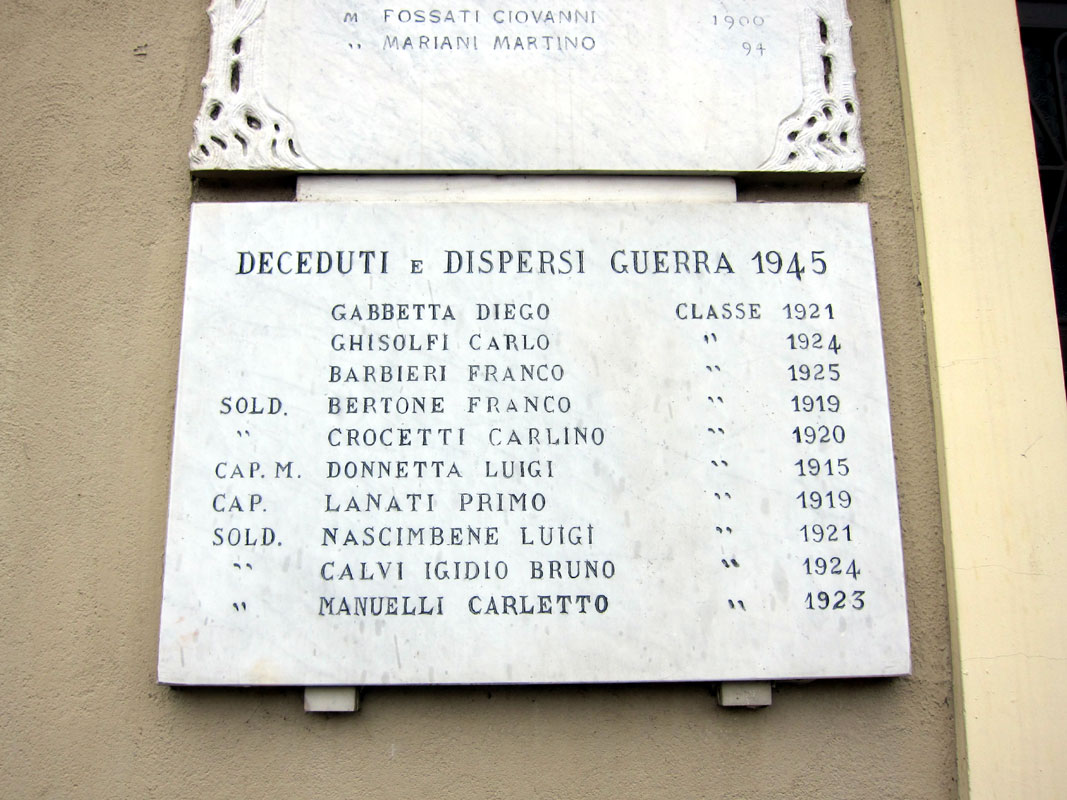 M FOSSATI GIOVANNI 1900
" MARIANI MARTINO 94
DECEDUTI E DISPERSI GUERRA 1945
GABBETTA DIEGO CLASSE 1921
GHISOLFI CARLO " 1924
BARBIERI FRANCO " 1925
SOLD. BERTONE FRANCO " 1919
" CROCETTI CARLINO " 1920
CAP. M. DONNETTA LUIGI " 1915
CAP. LANATI PRIMO " 1919
SOLD. NASCIMBENE LUIGI " 1921
" CALVI IGIDIO BRUNO " 1924
" MANUELLI CARLETTO " 1923